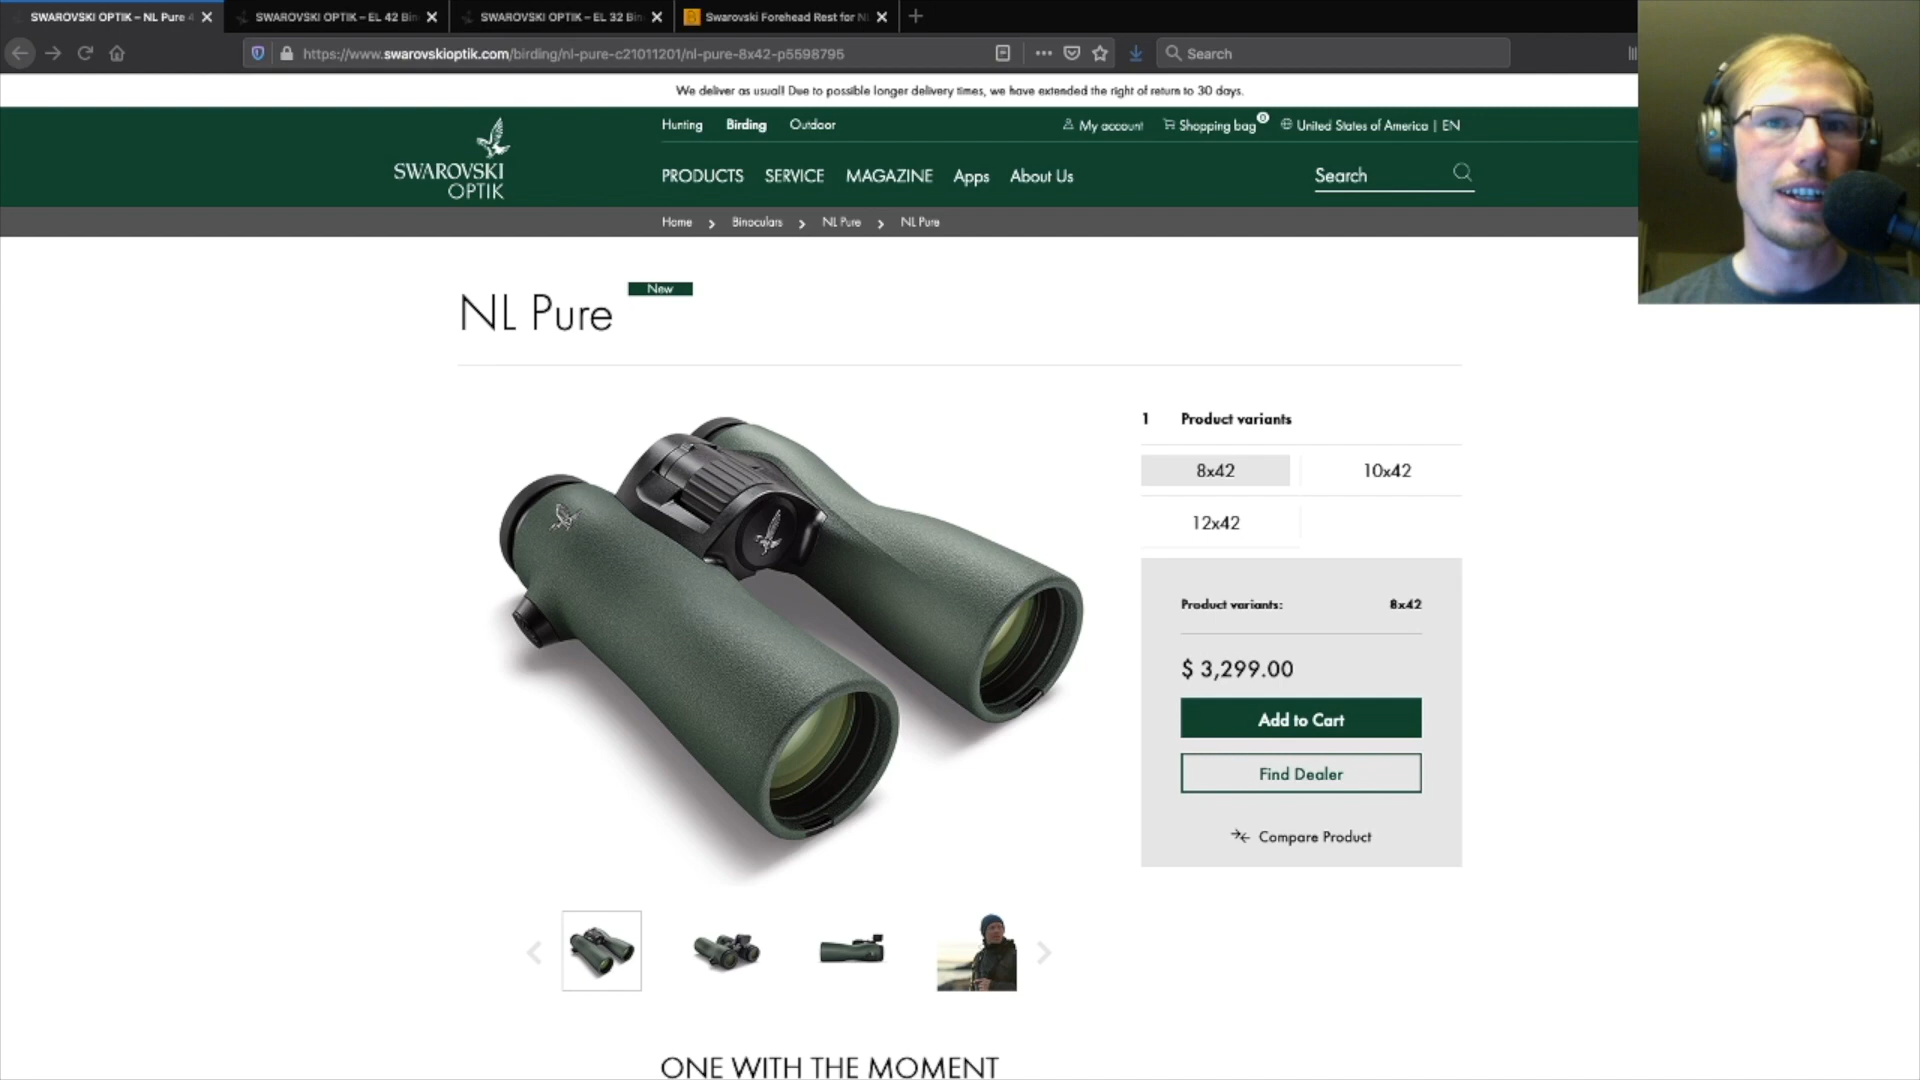 SWAROVSKI OPTIK – NL Pure 4
SWAROVSKI OPTIK – EL 42 Bin
SWAROVSKI OPTIK – EL 32 Bin
Swarovski Forehead Rest for NL
https://www.swarovskioptik.com/birding/nl-pure-c21011201/nl-pure-8x42-p5598795
Search
We deliver as usual! Due to possible longer delivery times, we have extended the right of return to 30 days.
Hunting Birding Outdoor
My account Shopping bag 0 United States of America | EN
SWAROVSKI
OPTIK
PRODUCTS SERVICE MAGAZINE Apps About Us
Search
Home > Binoculars > NL Pure > NL Pure
New
NL Pure
1 Product variants
8x42 10x42
12x42
Product variants: 8x42
$ 3,299.00
Add to Cart
Find Dealer
Compare Product
ONE WITH THE MOMENT